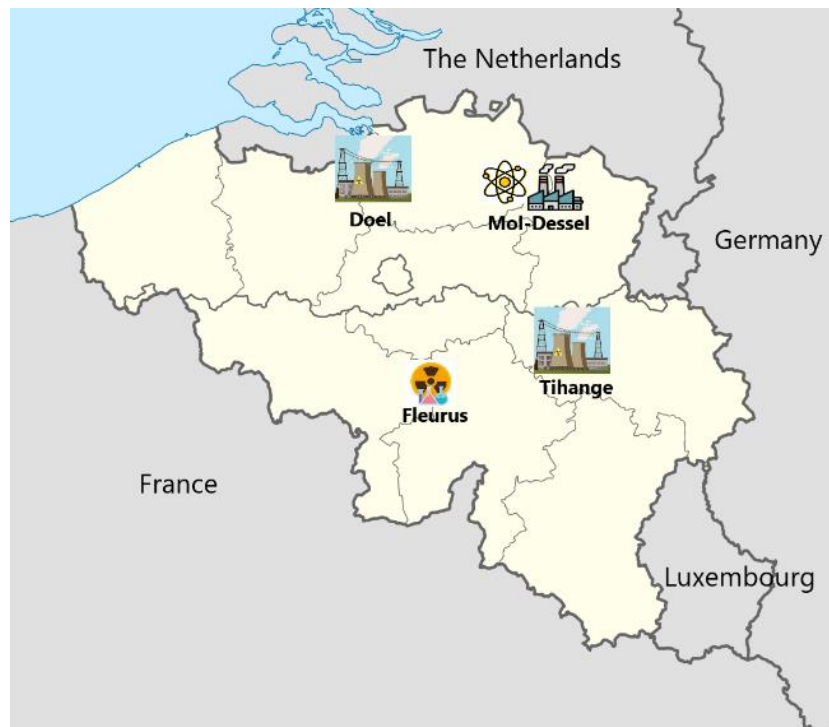 The Netherlands
Doel
Mol-Dessel
Germany
Tihange
Fleurus
France
Luxembourg